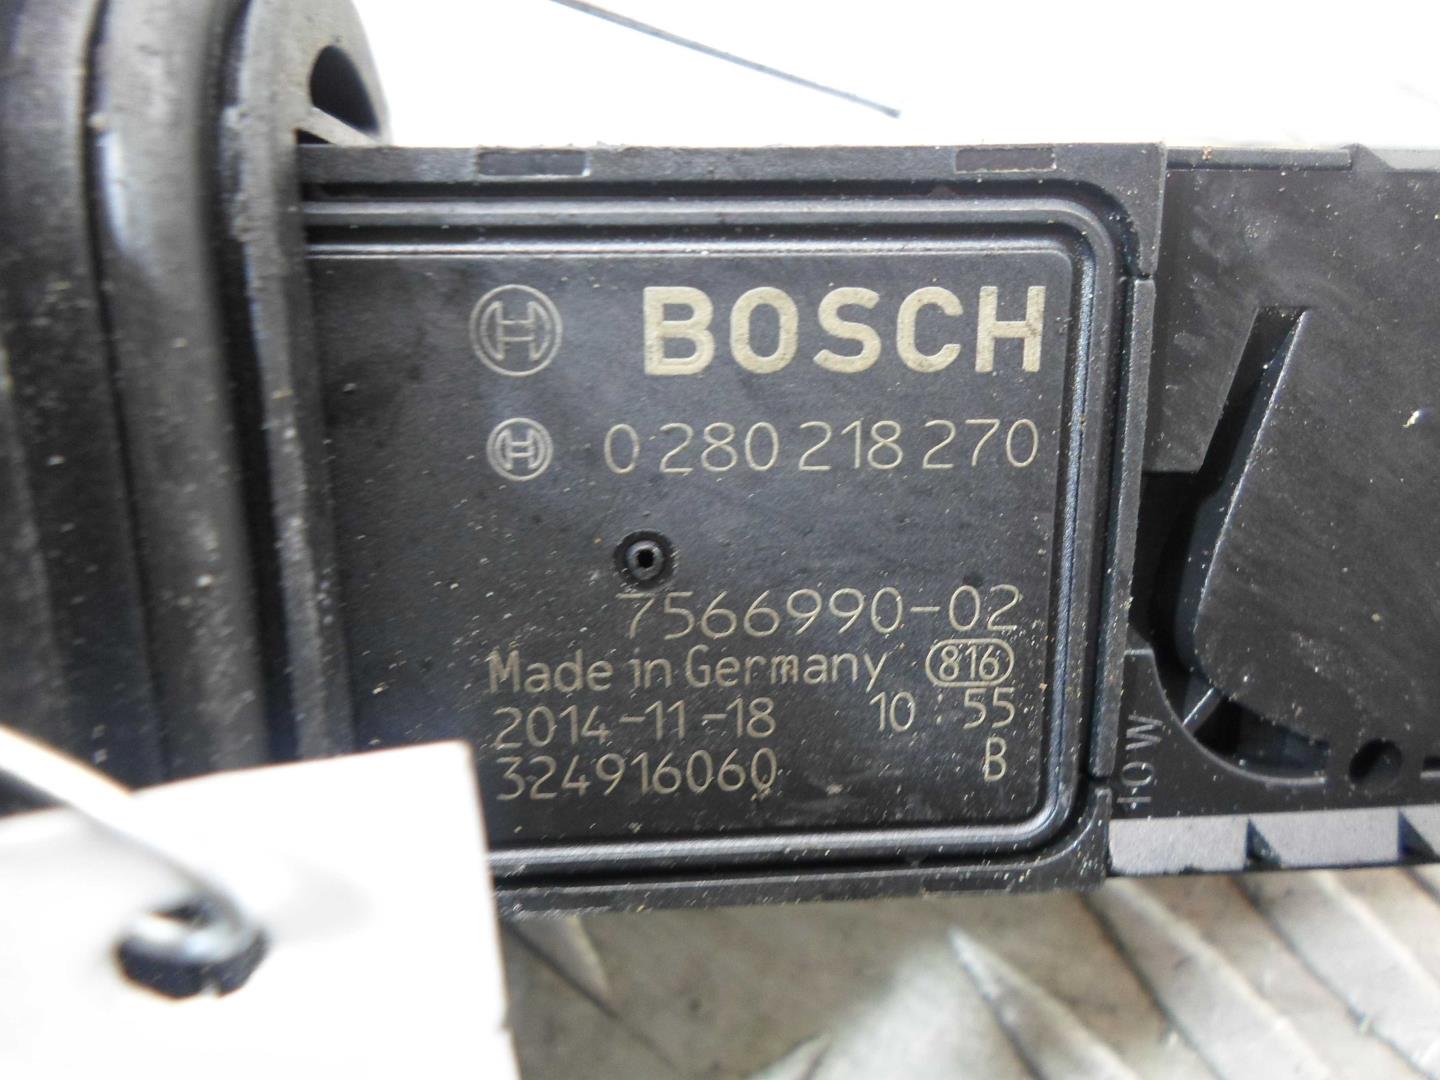 BOSCH
0 280 218 270
7566990-02
Made in Germany 816
2014-11-18 10:55
324916060 B